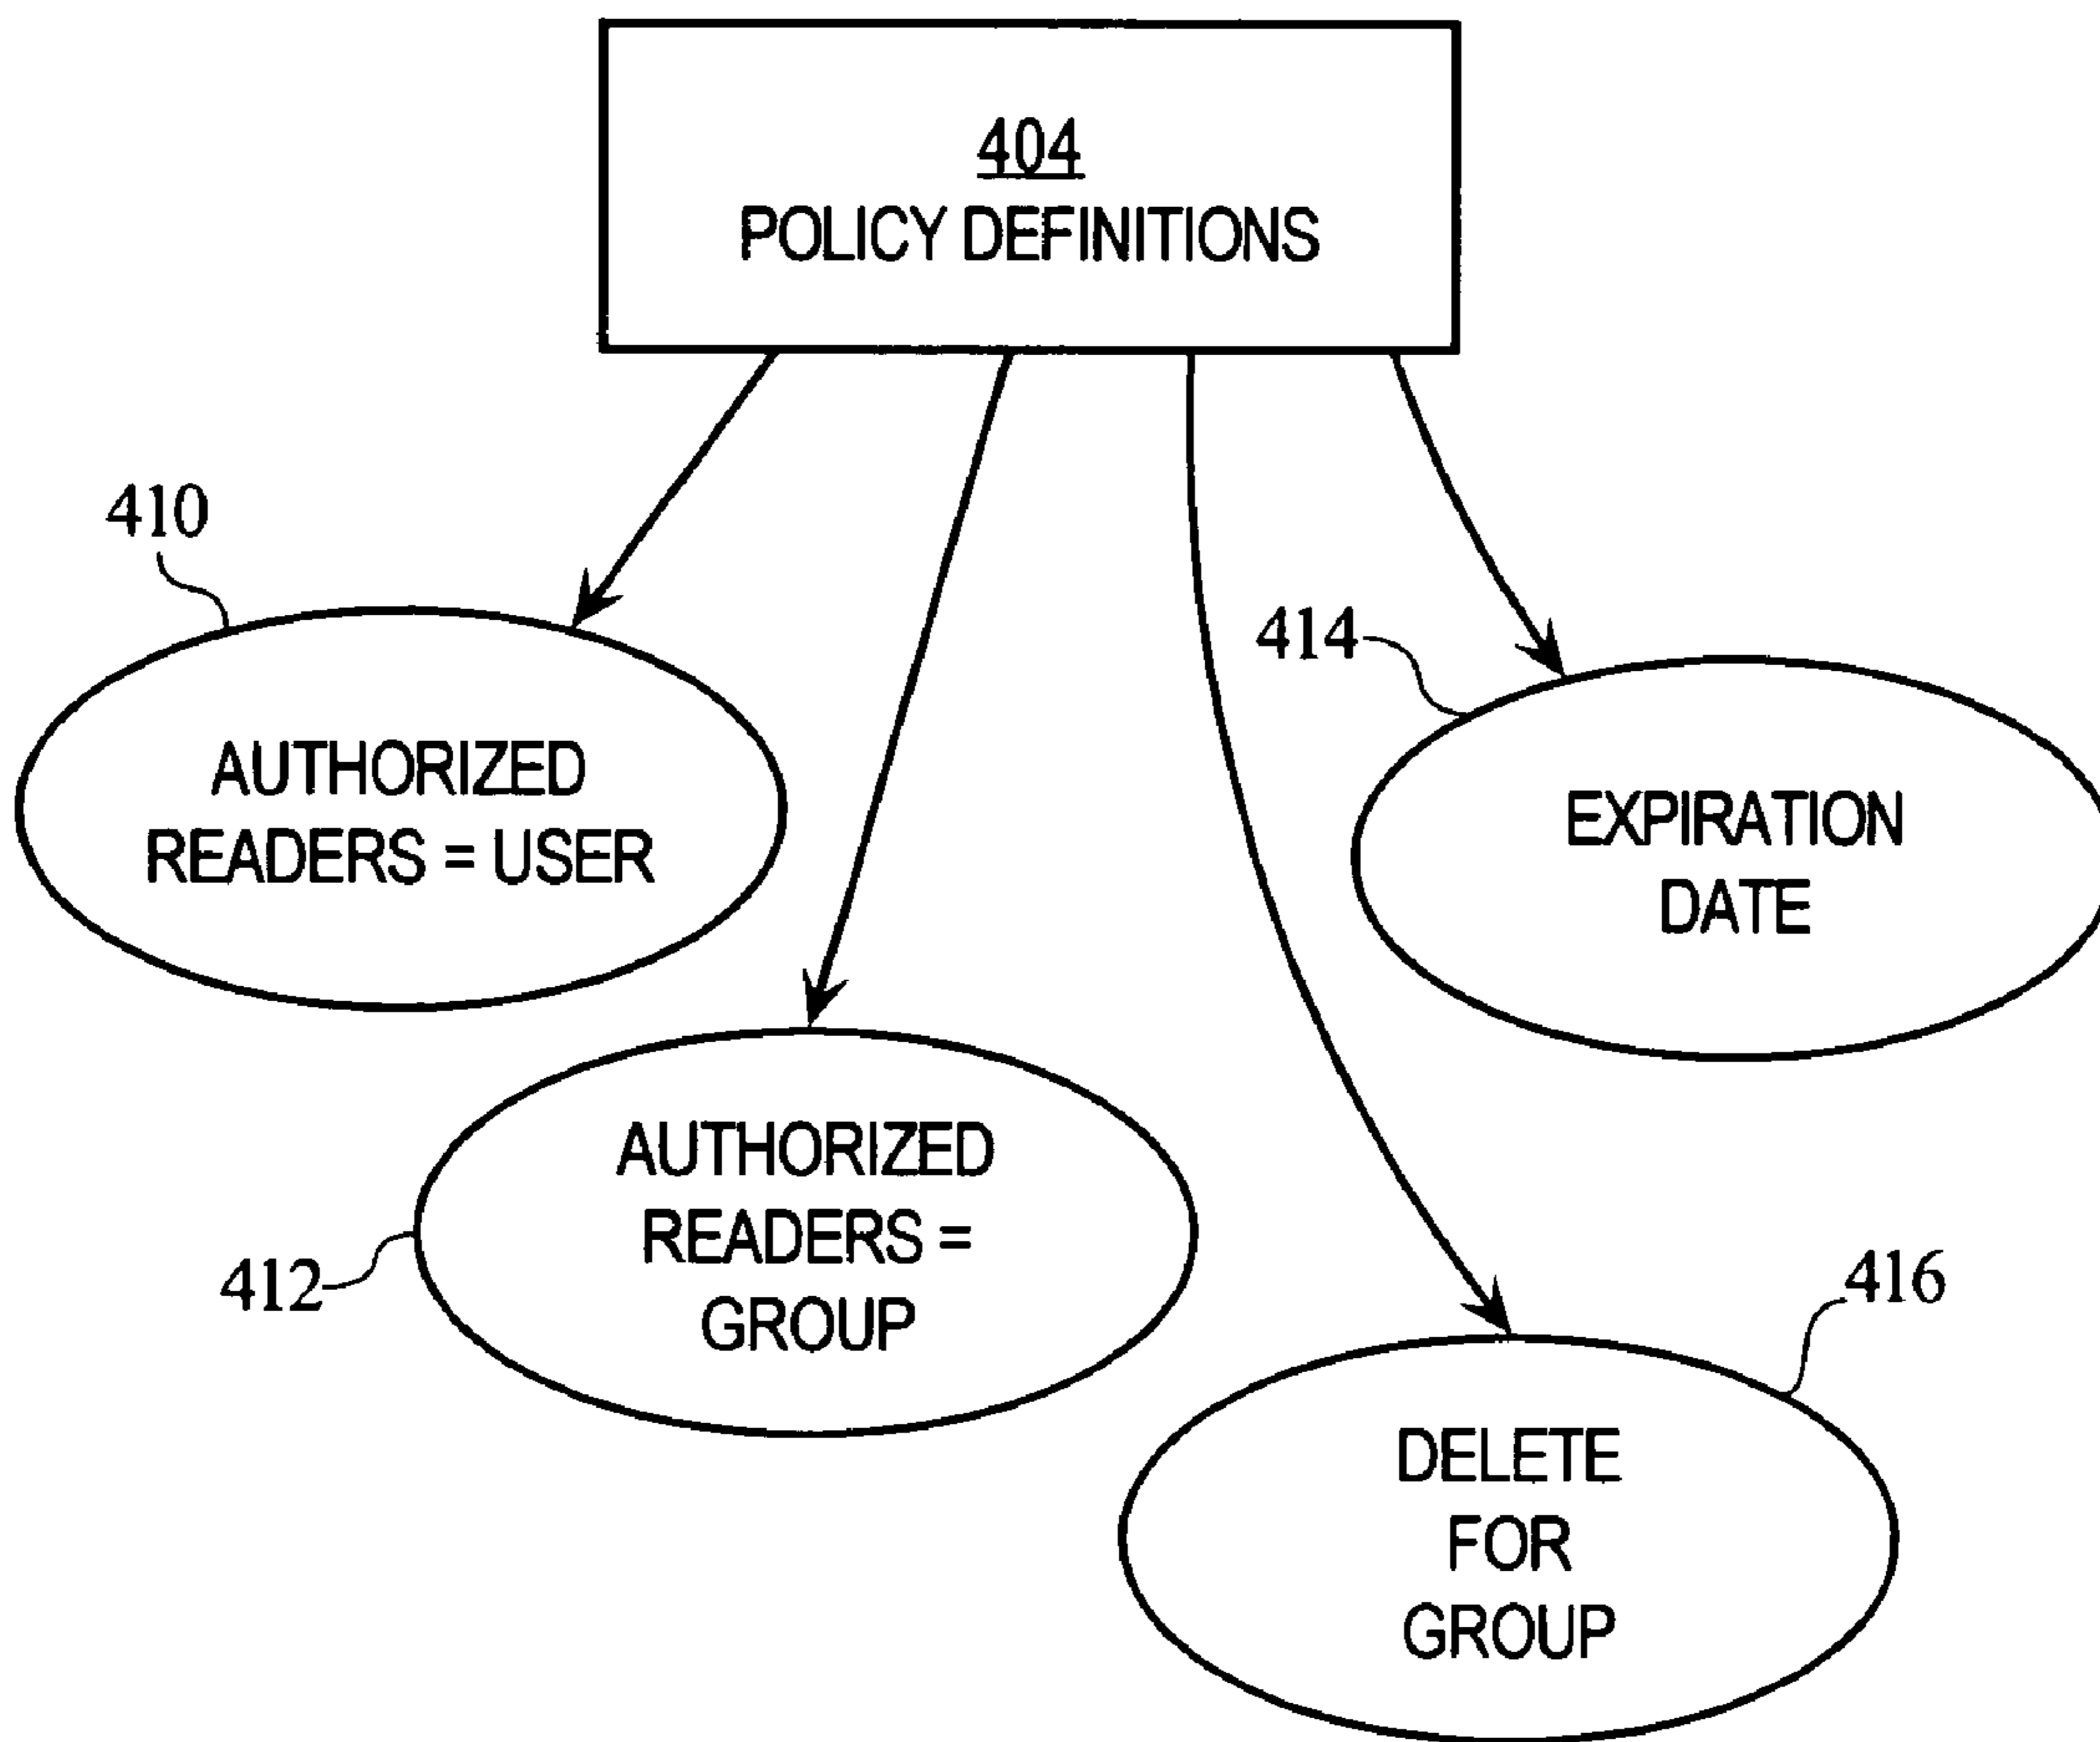 404
POLICY DEFINITIONS
410
AUTHORIZED
READERS = USER
414
EXPIRATION
DATE
412
AUTHORIZED
READERS =
GROUP
416
DELETE
FOR
GROUP